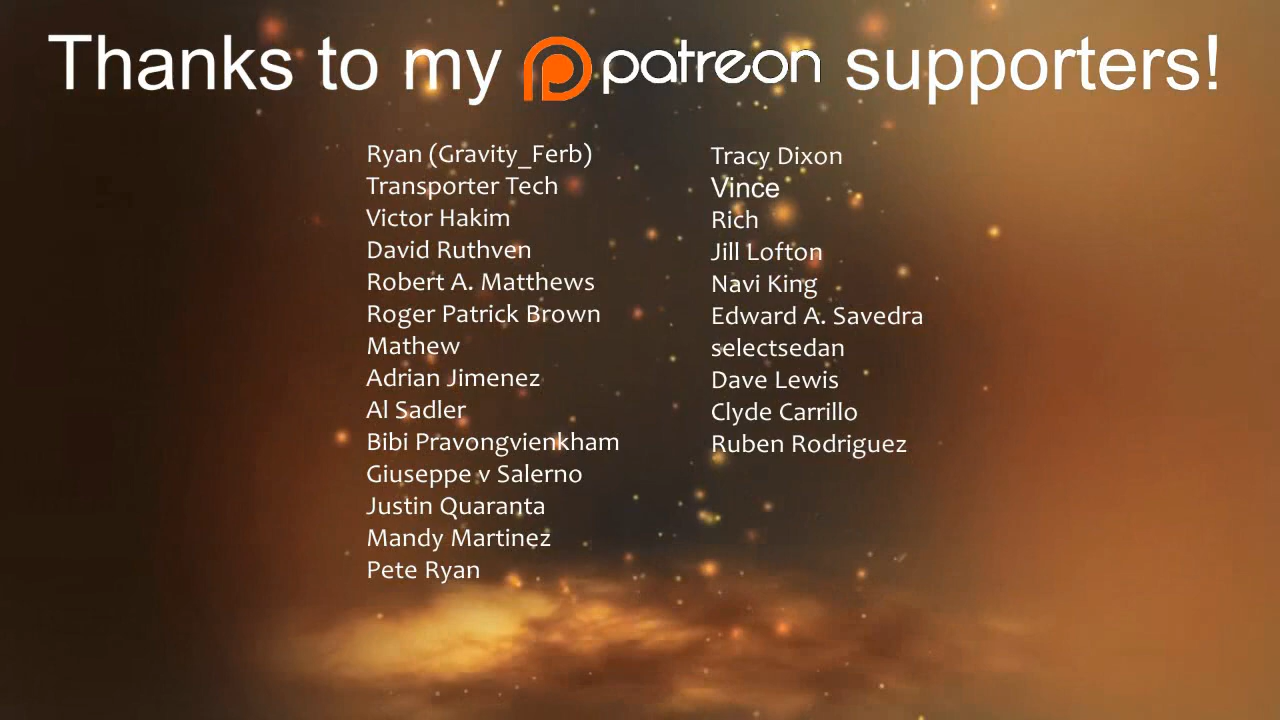 Thanks to my patreon supporters!
Ryan (Gravity_Ferb)
Transporter Tech
Victor Hakim
David Ruthven
Robert A. Matthews
Roger Patrick Brown
Mathew
Adrian Jimenez
Al Sadler
Bibi Pravongvienkham
Giuseppe v Salerno
Justin Quaranta
Mandy Martinez
Pete Ryan
Tracy Dixon
Vince
Rich
Jill Lofton
Navi King
Edward A. Savedra
selectsedan
Dave Lewis
Clyde Carrillo
Ruben Rodriguez